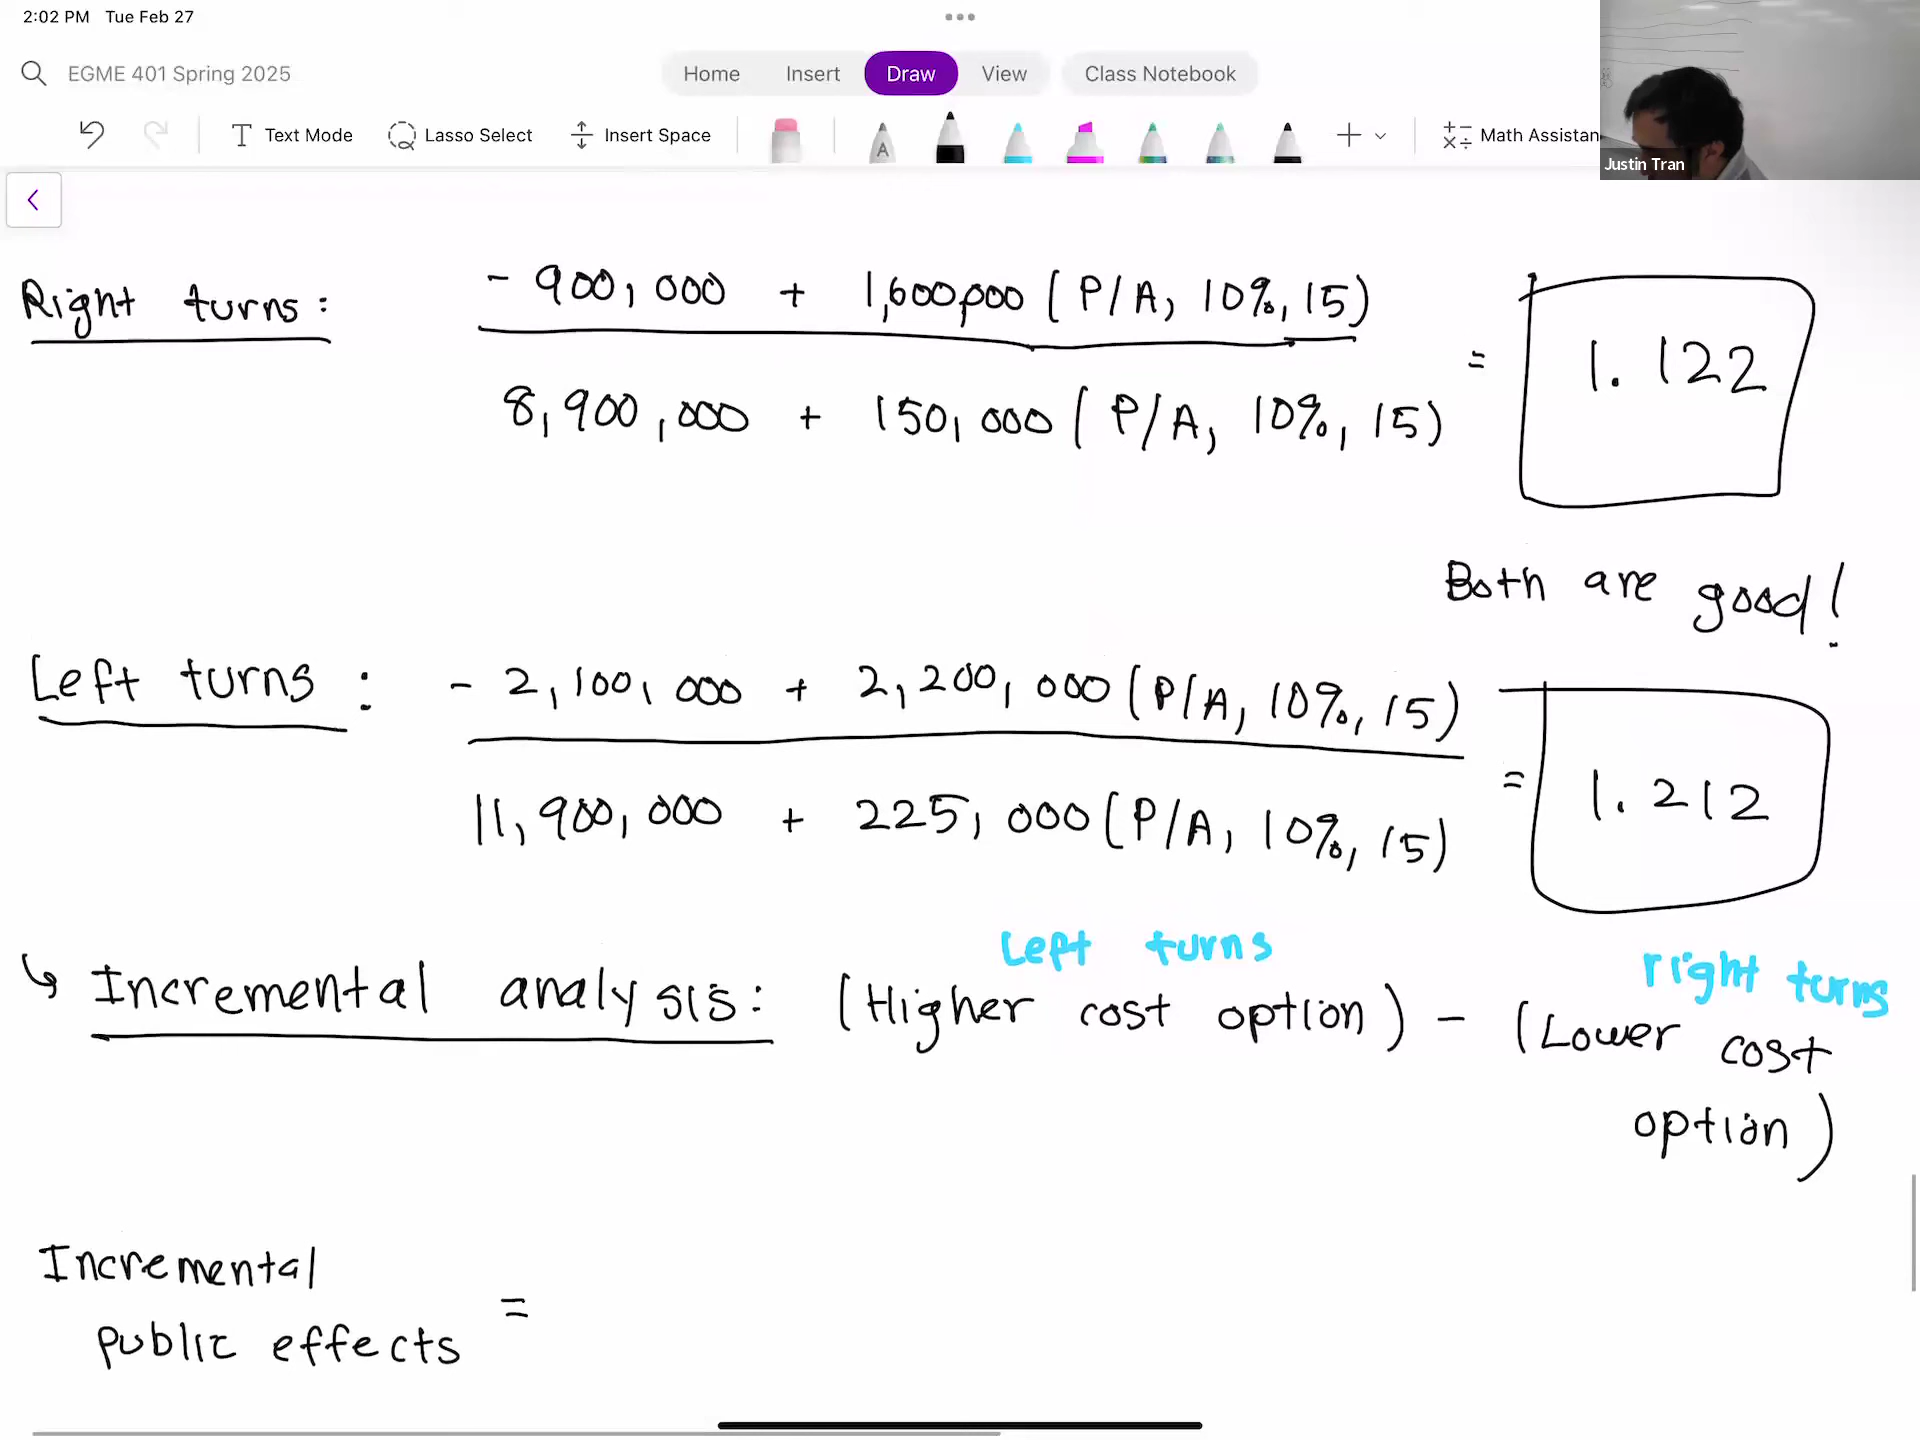 2:02 PM Tue Feb 27
EGME 401 Spring 2025
Home Insert Draw View Class Notebook
Text Mode Lasso Select Insert Space A Math Assistan
Justin Tran
Right turns: - 900,000 + 1,600,000 (P/A, 10%, 15)
8,900,000 + 150,000 (P/A, 10%, 15)
= 1.122
Both are good!
Left turns: - 2,100,000 + 2,200,000 (P/A, 10%, 15)
11,900,000 + 225,000 (P/A, 10%, 15)
= 1.212
Left turns
right turns
↳ Incremental analysis: (Higher cost option) - (Lower cost
option)
Incremental
public effects =